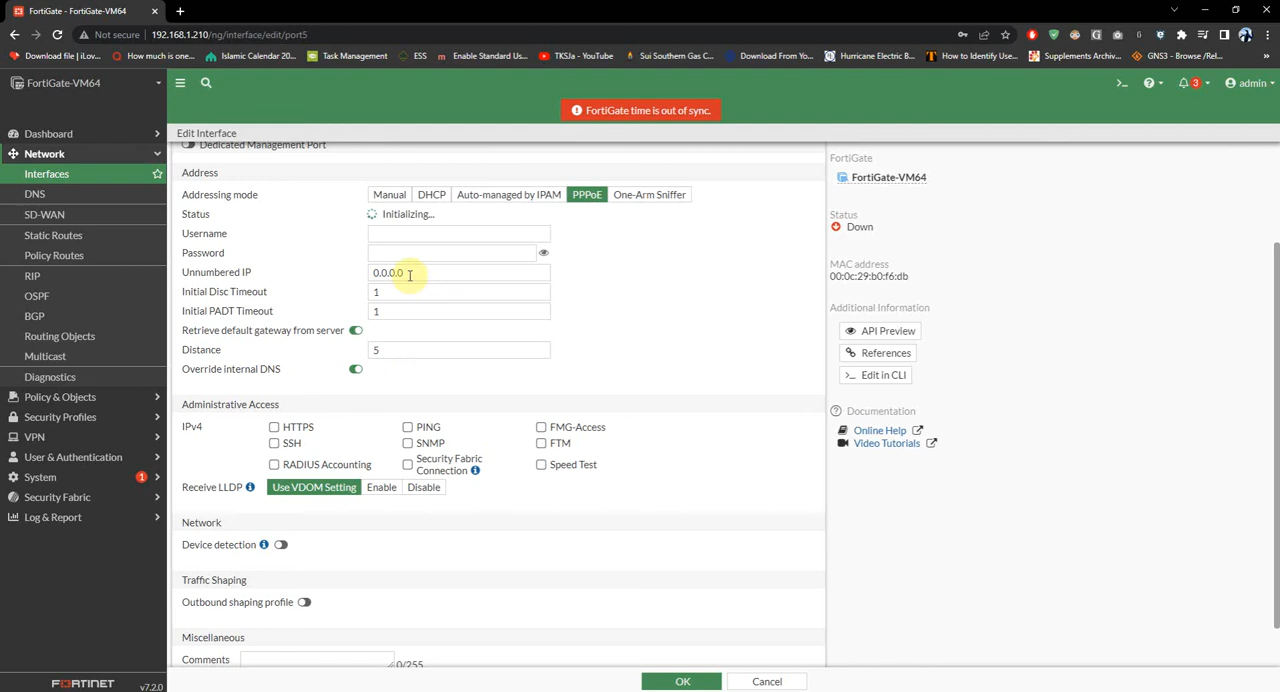 FortiGate - FortiGate-VM64
Not secure 192.168.1.210/ng/interface/edit/port5
Download file | iLov... How much is one... Islamic Calendar 20... Task Management ESS Enable Standard Us... TKSJa - YouTube Sui Southern Gas C... Download From You... Hurricane Electric B... How to Identify Use... Supplements Archiv... GNS3 - Browse /Rel...
FortiGate-VM64
3 admin
FortiGate time is out of sync.
Edit Interface
Dashboard
Network
Interfaces
DNS
SD-WAN
Static Routes
Policy Routes
RIP
OSPF
BGP
Routing Objects
Multicast
Diagnostics
Policy & Objects
Security Profiles
VPN
User & Authentication
System 1
Security Fabric
Log & Report
FORTINET v7.2.0
Dedicated Management Port
Address
Addressing mode Manual DHCP Auto-managed by IPAM PPPoE One-Arm Sniffer
Status Initializing...
Username
Password
Unnumbered IP 0.0.0.0
Initial Disc Timeout 1
Initial PADT Timeout 1
Retrieve default gateway from server
Distance 5
Override internal DNS
Administrative Access
IPv4 HTTPS PING FMG-Access
SSH SNMP FTM
RADIUS Accounting Security Fabric Connection Speed Test
Receive LLDP Use VDOM Setting Enable Disable
Network
Device detection
Traffic Shaping
Outbound shaping profile
Miscellaneous
Comments 0/255
OK Cancel
FortiGate
FortiGate-VM64
Status
Down
MAC address
00:0c:29:b0:f6:db
Additional Information
API Preview
References
>_ Edit in CLI
Documentation
Online Help
Video Tutorials